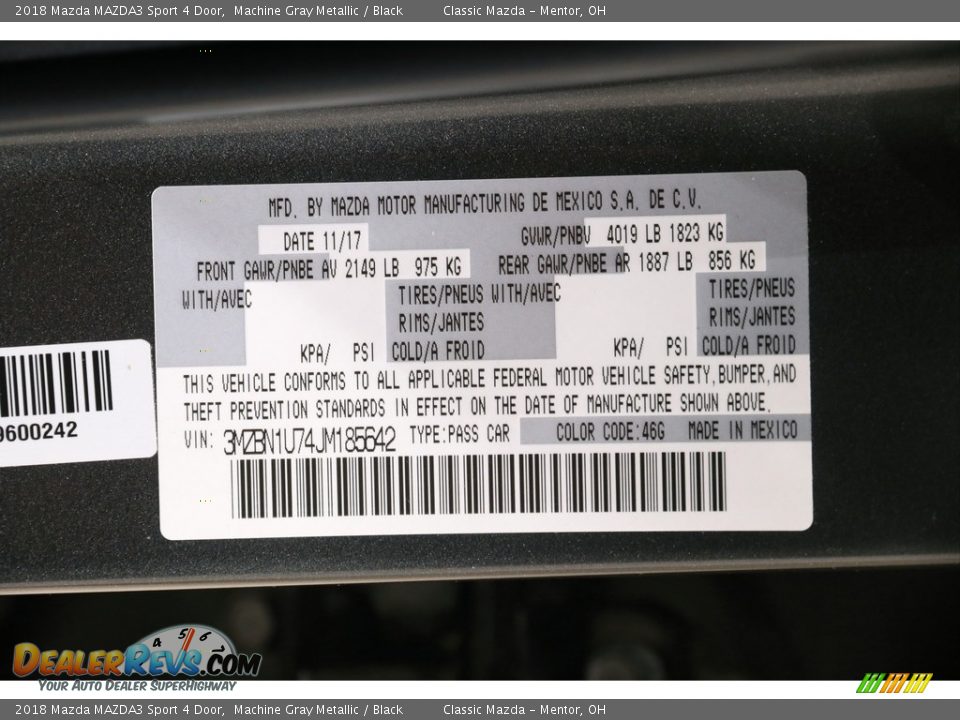 2018 Mazda MAZDA3 Sport 4 Door, Machine Gray Metallic / Black Classic Mazda - Mentor, OH
MFD. BY MAZDA MOTOR MANUFACTURING DE MEXICO S.A. DE C.V.
DATE 11/17 GVWR/PNBV 4019 LB 1823 KG
FRONT GAWR/PNBE AV 2149 LB 975 KG REAR GAWR/PNBE AR 1887 LB 856 KG
WITH/AVEC TIRES/PNEUS WITH/AVEC TIRES/PNEUS
RIMS/JANTES RIMS/JANTES
KPA/ PSI COLD/A FROID KPA/ PSI COLD/A FROID
THIS VEHICLE CONFORMS TO ALL APPLICABLE FEDERAL MOTOR VEHICLE SAFETY, BUMPER, AND
THEFT PREVENTION STANDARDS IN EFFECT ON THE DATE OF MANUFACTURE SHOWN ABOVE.
VIN: 3MZBN1U74JM185642 TYPE:PASS CAR COLOR CODE:46G MADE IN MEXICO
9600242
4 5 6
DEALERREVS.COM
YOUR AUTO DEALER SUPERHIGHWAY
2018 Mazda MAZDA3 Sport 4 Door, Machine Gray Metallic / Black Classic Mazda - Mentor, OH